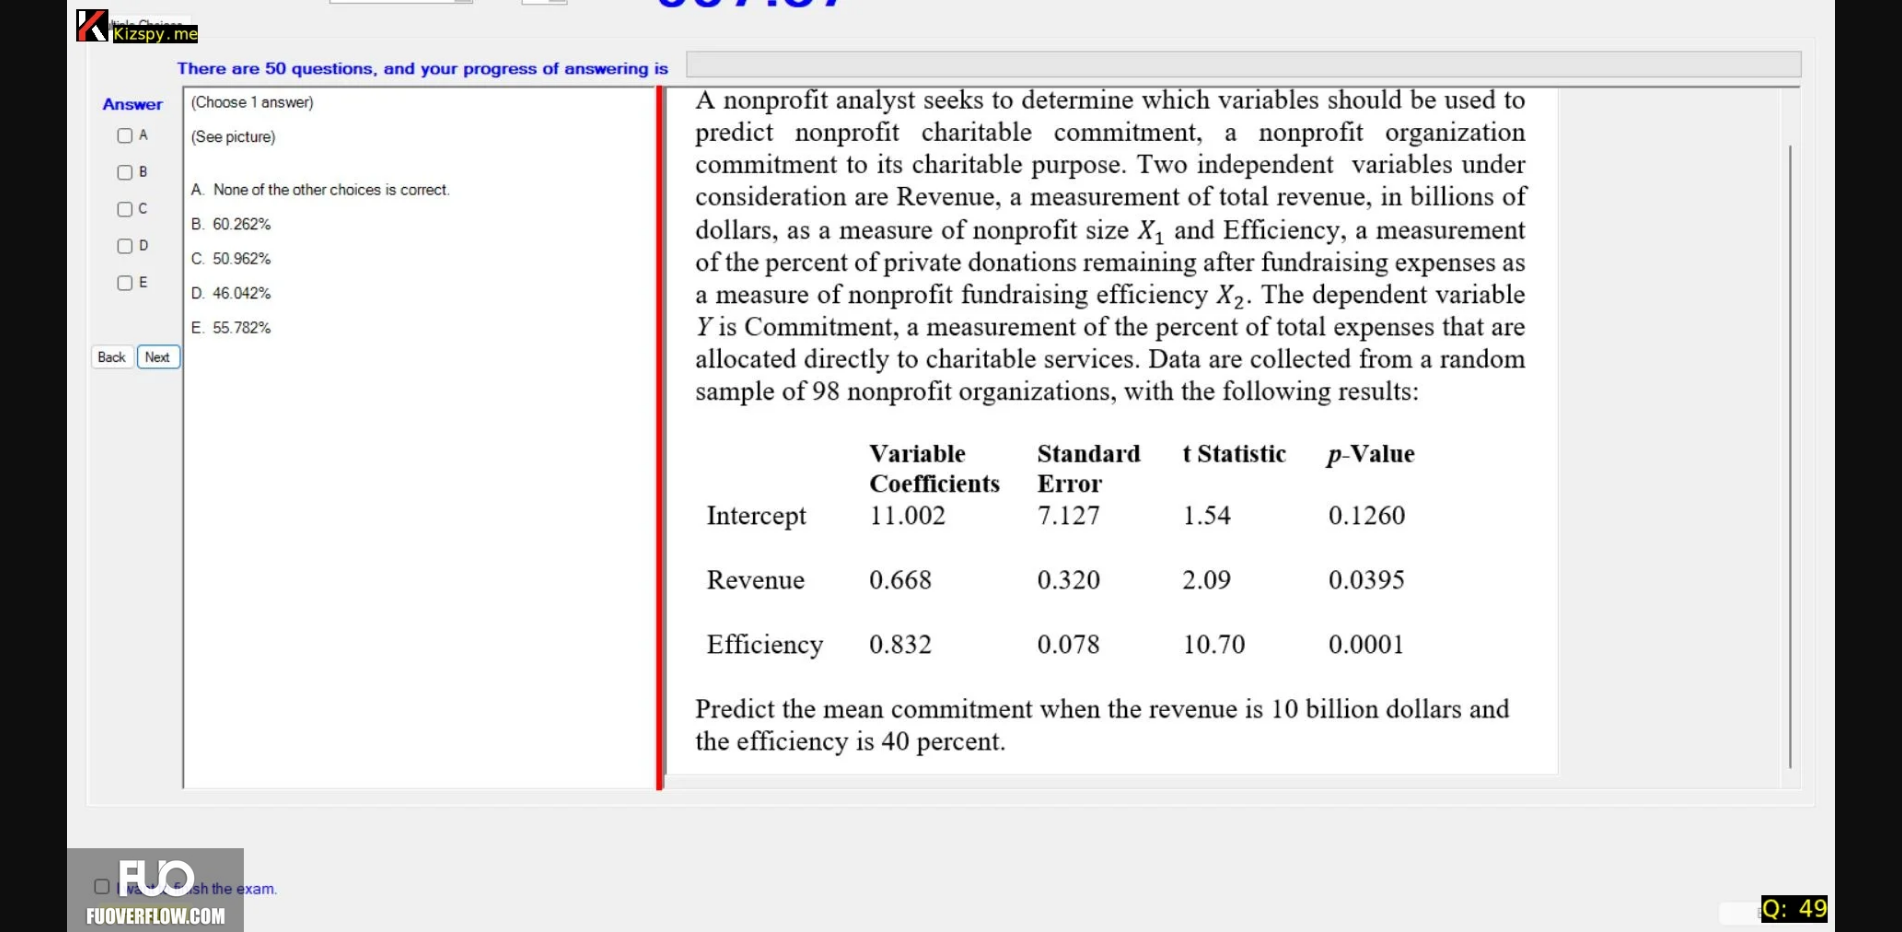 Kizspy.me
There are 50 questions, and your progress of answering is
Answer
A
B
C
D
E
Back
Next
(Choose 1 answer)
(See picture)
A. None of the other choices is correct.
B. 60.262%
C. 50.962%
D. 46.042%
E. 55.782%
A nonprofit analyst seeks to determine which variables should be used to
predict nonprofit charitable commitment, a nonprofit organization
commitment to its charitable purpose. Two independent variables under
consideration are Revenue, a measurement of total revenue, in billions of
dollars, as a measure of nonprofit size X₁ and Efficiency, a measurement
of the percent of private donations remaining after fundraising expenses as
a measure of nonprofit fundraising efficiency X₂. The dependent variable
Y is Commitment, a measurement of the percent of total expenses that are
allocated directly to charitable services. Data are collected from a random
sample of 98 nonprofit organizations, with the following results:
Variable Coefficients Standard Error t Statistic p-Value
Intercept 11.002 7.127 1.54 0.1260
Revenue 0.668 0.320 2.09 0.0395
Efficiency 0.832 0.078 10.70 0.0001
Predict the mean commitment when the revenue is 10 billion dollars and
the efficiency is 40 percent.
FUO
the exam.
FUOVERFLOW.COM
Q: 49